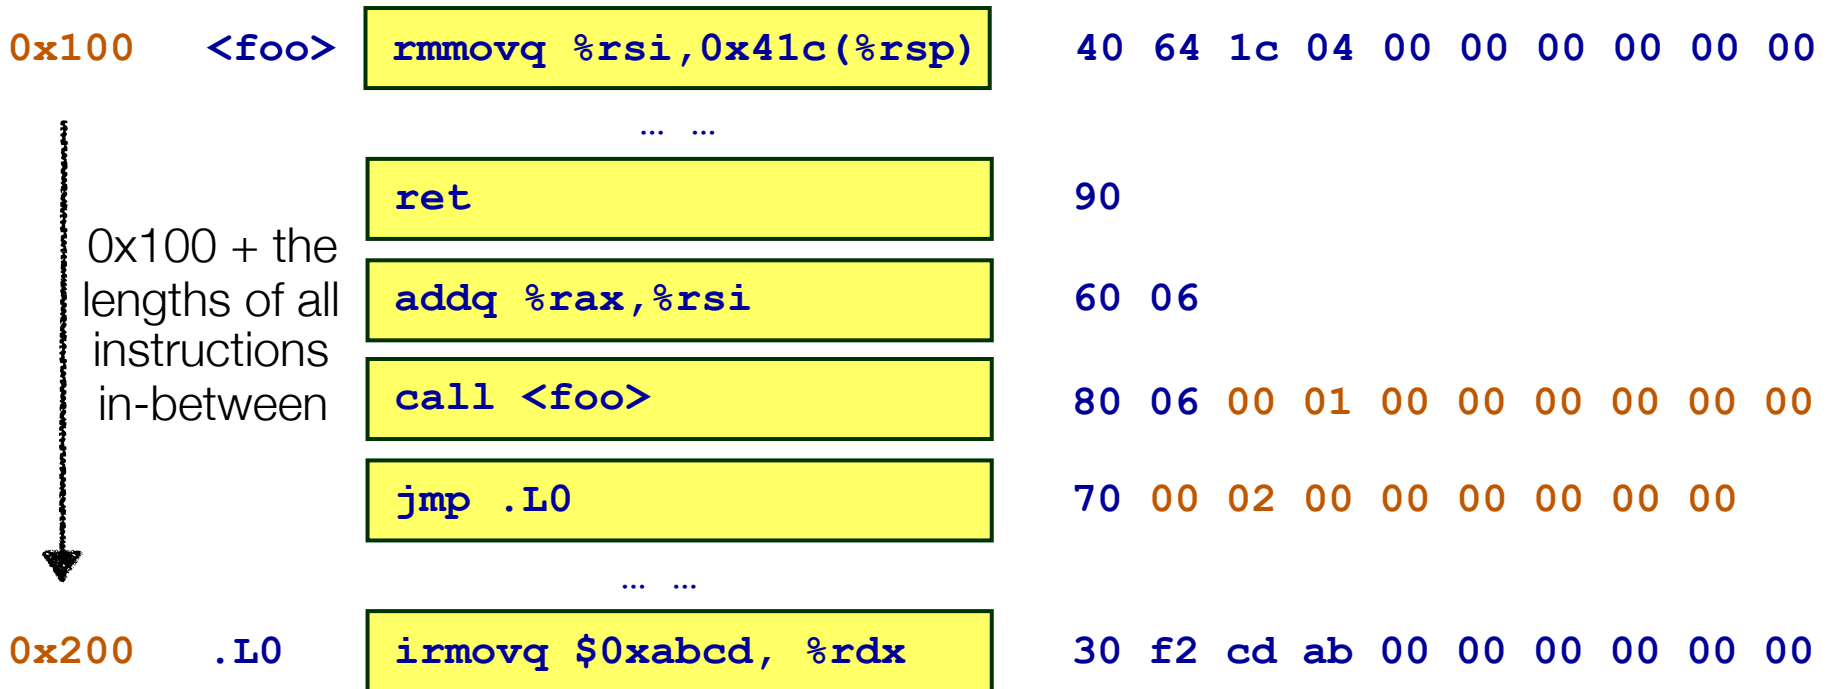 0x100 <foo> rmmovq %rsi,0x41c(%rsp) 40 64 1c 04 00 00 00 00 00 00
… …
ret 90
0x100 + the
lengths of all
instructions
in-between
addq %rax,%rsi 60 06
call <foo> 80 06 00 01 00 00 00 00 00 00
jmp .L0 70 00 02 00 00 00 00 00 00
… …
0x200 .L0 irmovq $0xabcd, %rdx 30 f2 cd ab 00 00 00 00 00 00